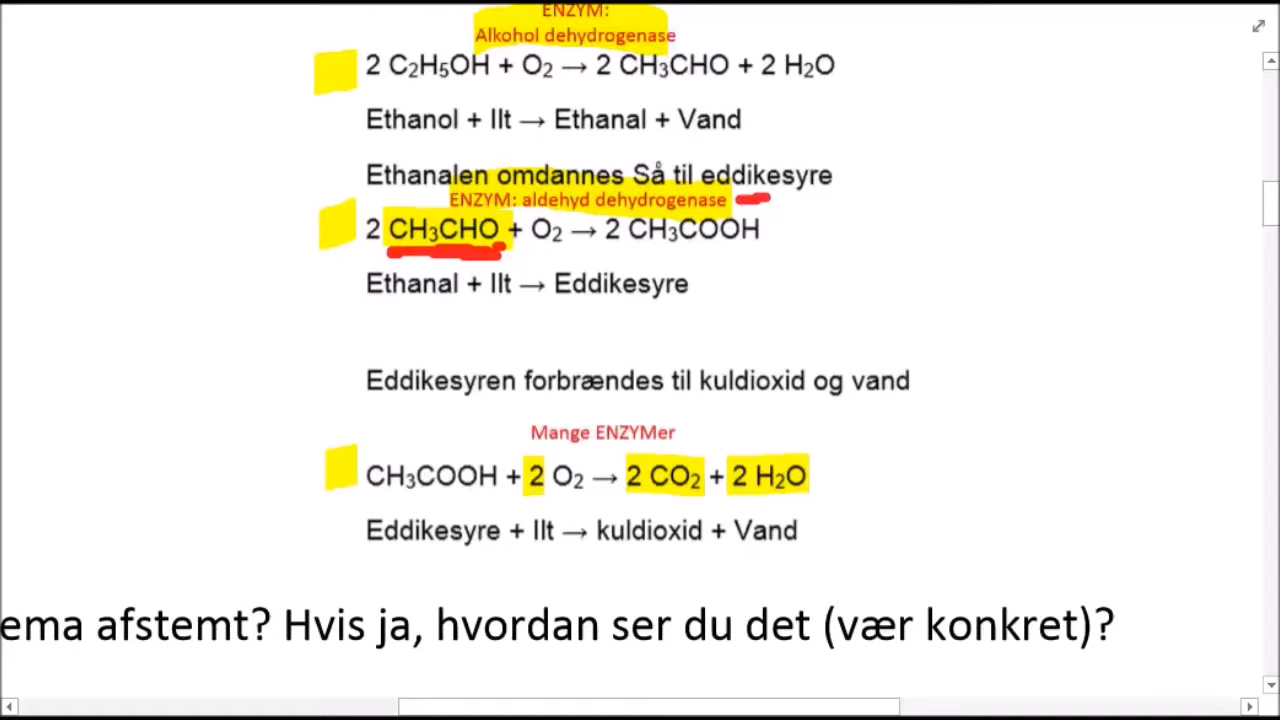 ENZYM:
Alkohol dehydrogenase
2 C₂H₅OH + O₂ → 2 CH₃CHO + 2 H₂O
Ethanol + Ilt → Ethanal + Vand
Ethanalen omdannes Så til eddikesyre
ENZYM: aldehyd dehydrogenase
2 CH₃CHO + O₂ → 2 CH₃COOH
Ethanal + Ilt → Eddikesyre
Eddikesyren forbrændes til kuldioxid og vand
Mange ENZYMer
CH₃COOH + 2 O₂ → 2 CO₂ + 2 H₂O
Eddikesyre + Ilt → kuldioxid + Vand
ema afstemt? Hvis ja, hvordan ser du det (vær konkret)?